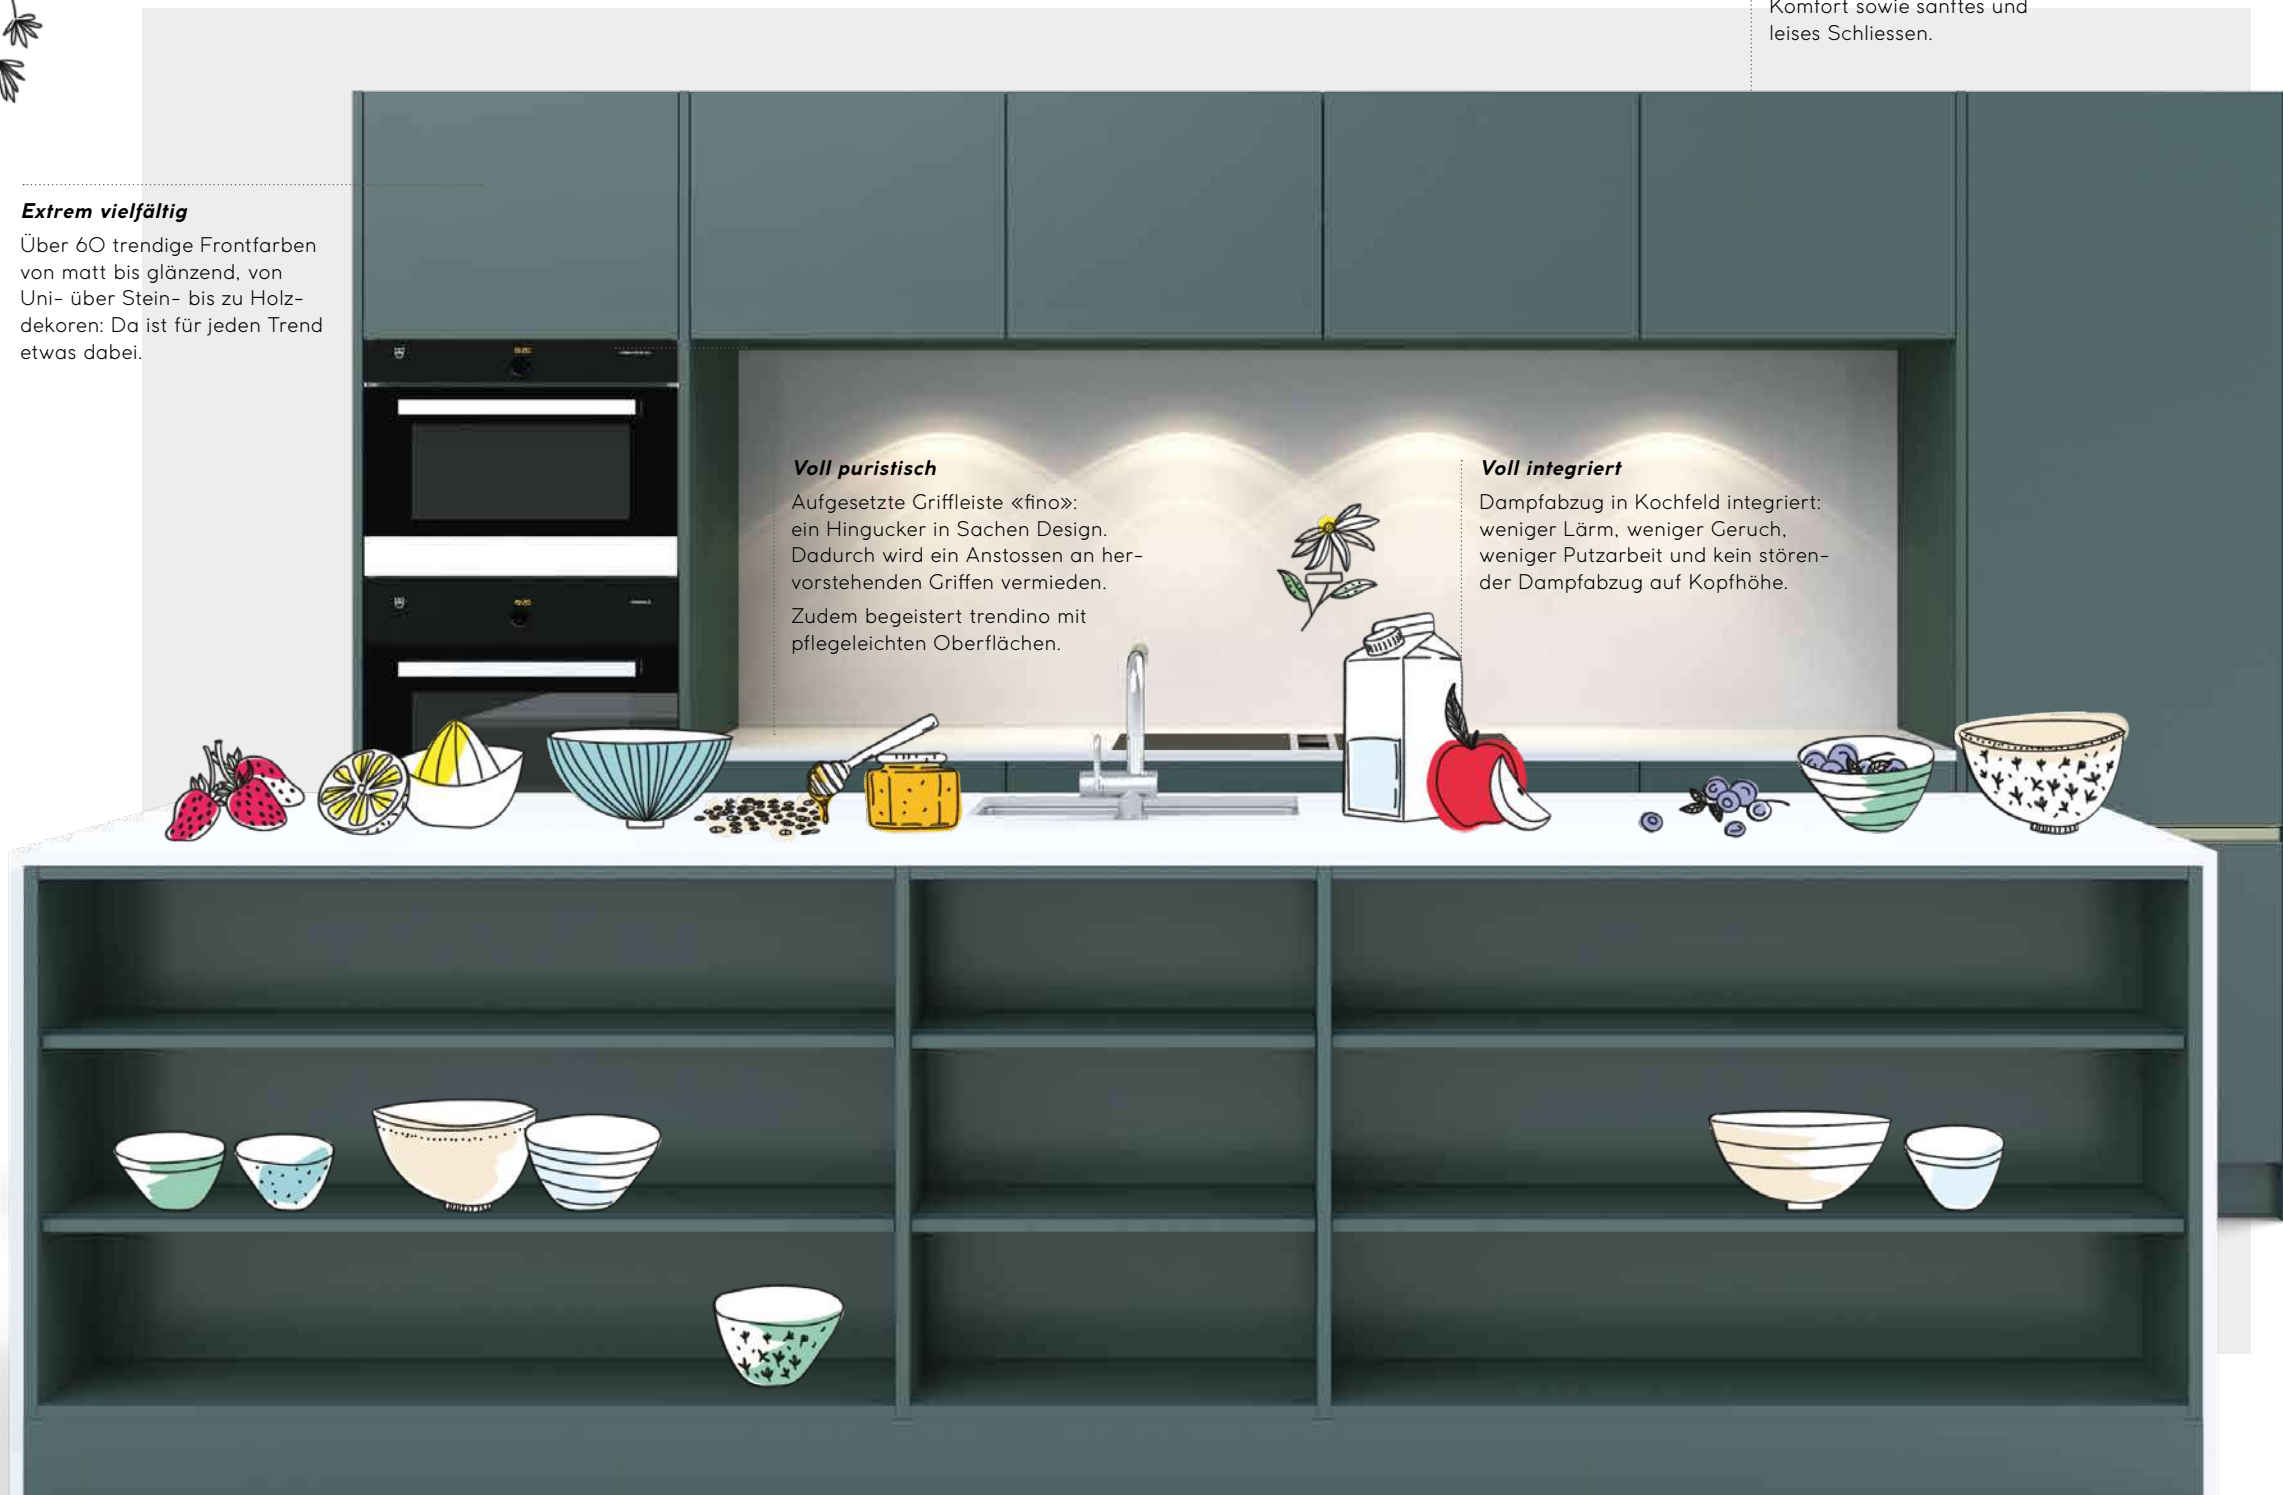 Komfort sowie sanftes und
leises Schliessen.
Extrem vielfältig
Über 60 trendige Frontfarben
von matt bis glänzend, von
Uni- über Stein- bis zu Holz-
dekoren: Da ist für jeden Trend
etwas dabei.
Voll puristisch
Aufgesetzte Griffleiste «fino»:
ein Hingucker in Sachen Design.
Dadurch wird ein Anstossen an her-
vorstehenden Griffen vermieden.
Zudem begeistert trendino mit
pflegeleichten Oberflächen.
Voll integriert
Dampfabzug in Kochfeld integriert:
weniger Lärm, weniger Geruch,
weniger Putzarbeit und kein stören-
der Dampfabzug auf Kopfhöhe.